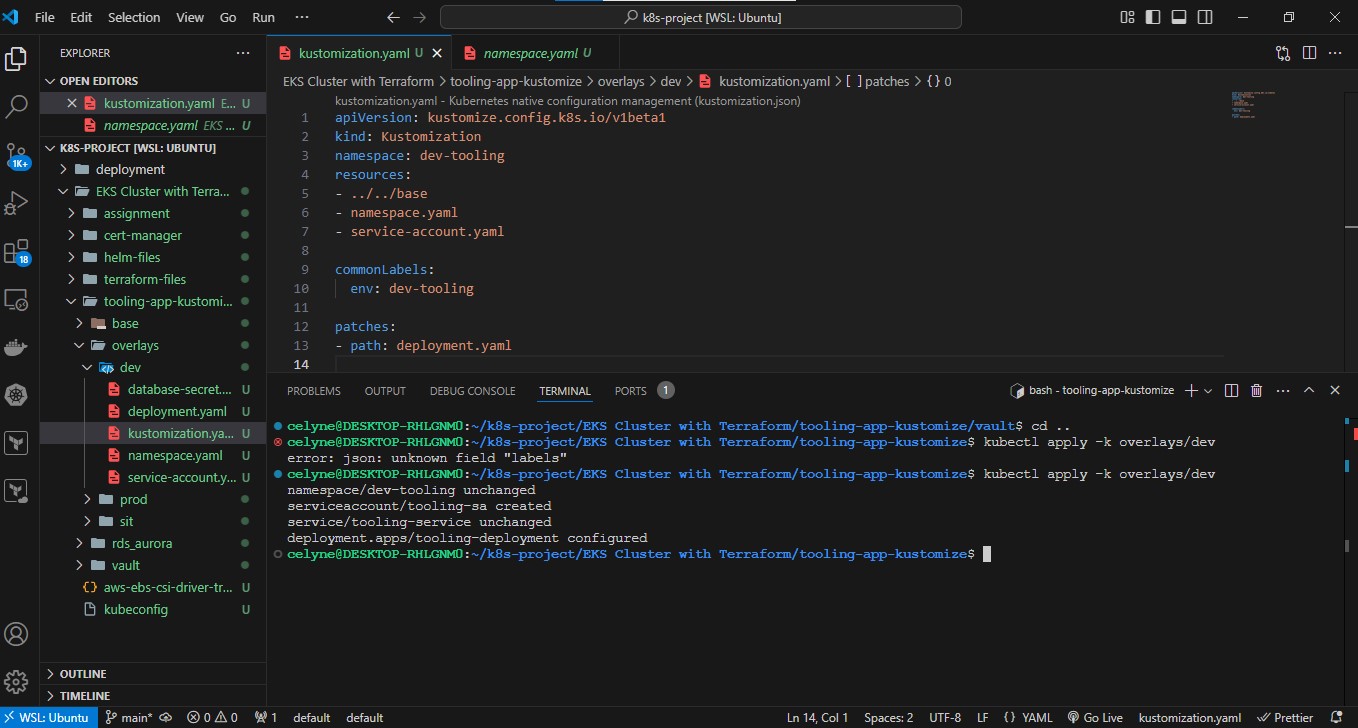 File Edit Selection View Go Run ··· k8s-project [WSL: Ubuntu]
EXPLORER ···
OPEN EDITORS
kustomization.yaml E... U
namespace.yaml EKS ... U
K8S-PROJECT [WSL: UBUNTU]
deployment
EKS Cluster with Terra...
assignment
cert-manager
helm-files
terraform-files
tooling-app-kustomi...
base
overlays
dev
database-secret.... U
deployment.yaml U
kustomization.ya... U
namespace.yaml U
service-account.y... U
prod
sit
rds_aurora
vault
aws-ebs-csi-driver-tr... U
kubeconfig U
OUTLINE
TIMELINE
1K+
18
kustomization.yaml U namespace.yaml U
EKS Cluster with Terraform > tooling-app-kustomize > overlays > dev > kustomization.yaml > [ ] patches > {} 0
kustomization.yaml - Kubernetes native configuration management (kustomization.json)
1 apiVersion: kustomize.config.k8s.io/v1beta1
2 kind: Kustomization
3 namespace: dev-tooling
4 resources:
5 - ../../base
6 - namespace.yaml
7 - service-account.yaml
8
9 commonLabels:
10 env: dev-tooling
11
12 patches:
13 - path: deployment.yaml
14
PROBLEMS OUTPUT DEBUG CONSOLE TERMINAL PORTS 1 bash - tooling-app-kustomize
celyne@DESKTOP-RHLGNM0:~/k8s-project/EKS Cluster with Terraform/tooling-app-kustomize/vault$ cd ..
celyne@DESKTOP-RHLGNM0:~/k8s-project/EKS Cluster with Terraform/tooling-app-kustomize$ kubectl apply -k overlays/dev
error: json: unknown field "labels"
celyne@DESKTOP-RHLGNM0:~/k8s-project/EKS Cluster with Terraform/tooling-app-kustomize$ kubectl apply -k overlays/dev
namespace/dev-tooling unchanged
serviceaccount/tooling-sa created
service/tooling-service unchanged
deployment.apps/tooling-deployment configured
celyne@DESKTOP-RHLGNM0:~/k8s-project/EKS Cluster with Terraform/tooling-app-kustomize$
WSL: Ubuntu main* 0 0 1 default default Ln 14, Col 1 Spaces: 2 UTF-8 LF {} YAML Go Live kustomization.yaml Prettier